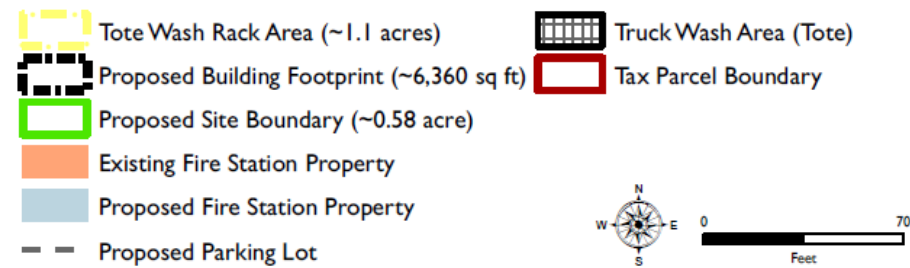 Tote Wash Rack Area (~1.1 acres)
Proposed Building Footprint (~6,360 sq ft)
Proposed Site Boundary (~0.58 acre)
Existing Fire Station Property
Proposed Fire Station Property
Proposed Parking Lot
Truck Wash Area (Tote)
Tax Parcel Boundary
N
W E
S
0 70
Feet